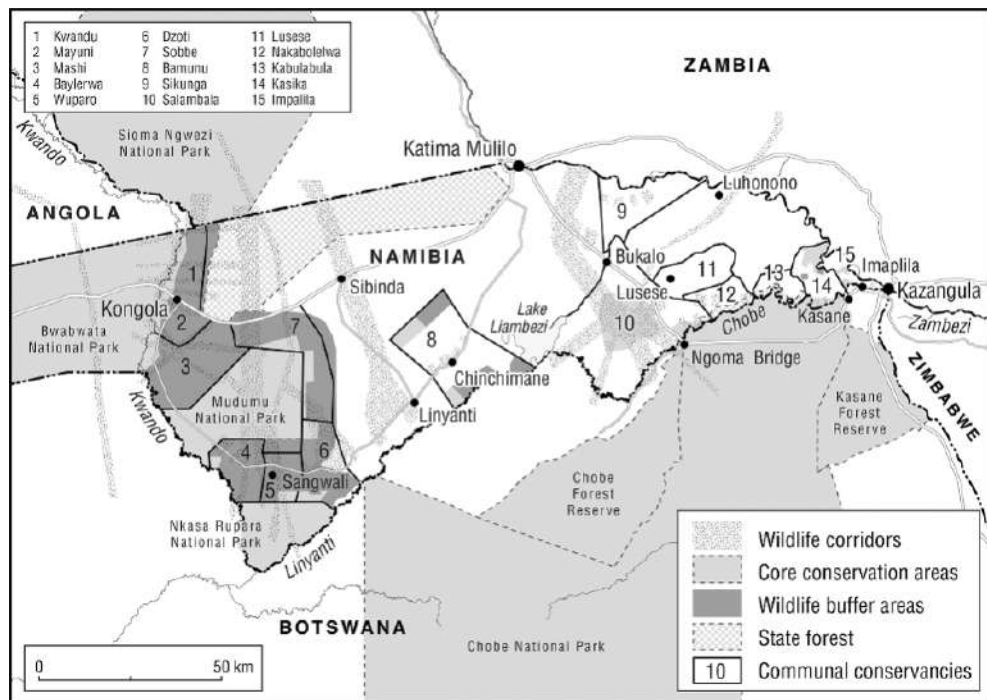 1 Kwandu
2 Mayuni
3 Mashi
4 Baylerwa
5 Wuparo
6 Dzoti
7 Sobbe
8 Bamunu
9 Sikunga
10 Salambala
11 Lusese
12 Nakabolelwa
13 Kabulabula
14 Kasika
15 Impalila
ZAMBIA
Kwando
Sioma Ngwezi
National Park
Katima Mulilo
Luhonono
ANGOLA
9
NAMIBIA
Bukalo
15
Imaplila
1
Sibinda
11
13
Lusese
14
Kazangula
Kongola
12
Kasane
2
Lake
Liambezi
10
Chobe
Zambezi
7
Bwabwata
National Park
8
Ngoma Bridge
3
Chinchimane
ZIMBABWE
Kwando
Mudumu
National Park
Linyanti
Kasane
Forest
Reserve
4
6
5
Sangwali
Chobe
Forest
Reserve
Nkasa Rupara
National Park
Linyanti
BOTSWANA
Chobe National Park
Wildlife corridors
Core conservation areas
Wildlife buffer areas
State forest
10 Communal conservancies
0 50 km